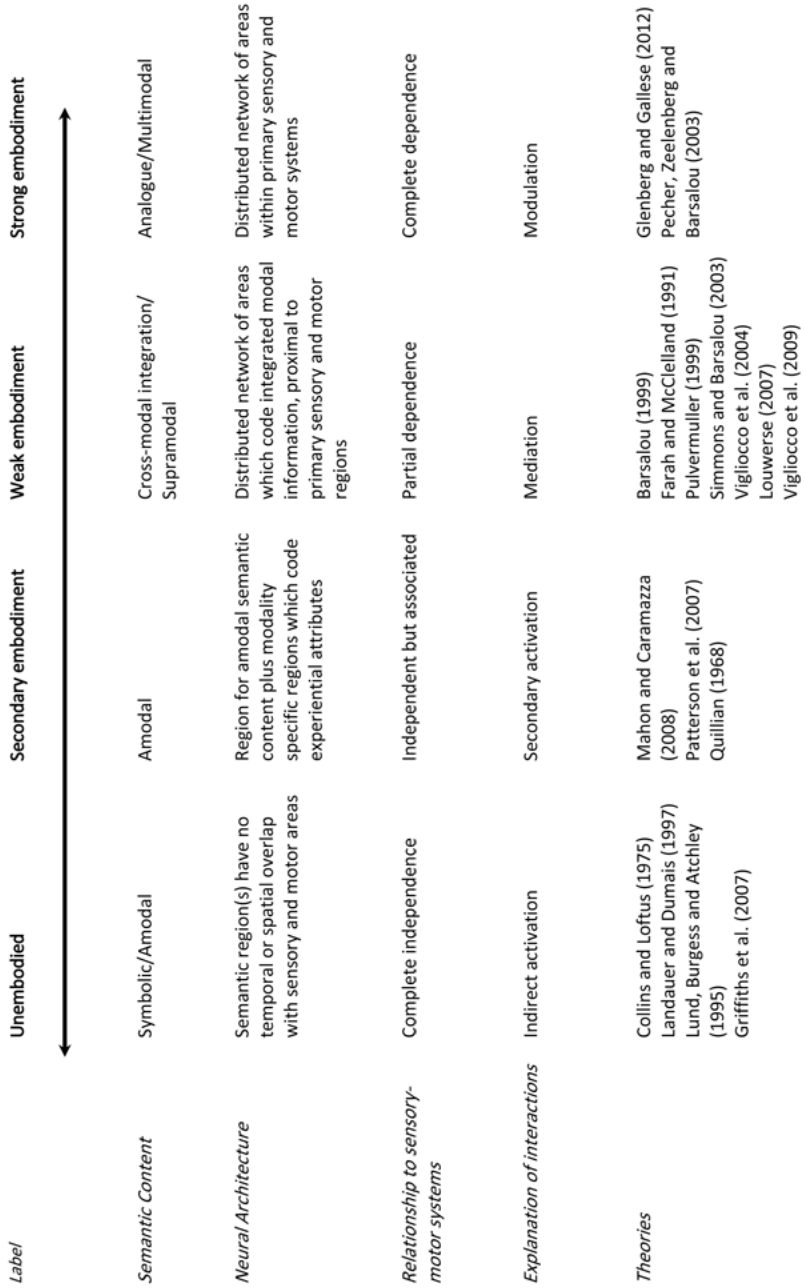 Label
Unembodied
Secondary embodiment
Weak embodiment
Strong embodiment
Semantic Content
Symbolic/Amodal
Amodal
Cross-modal integration/
Supramodal
Analogue/Multimodal
Neural Architecture
Semantic region(s) have no
temporal or spatial overlap
with sensory and motor areas
Region for amodal semantic
content plus modality
specific regions which code
experiential attributes
Distributed network of areas
which code integrated modal
information, proximal to
primary sensory and motor
regions
Distributed network of areas
within primary sensory and
motor systems
Relationship to sensory-
motor systems
Complete independence
Independent but associated
Partial dependence
Complete dependence
Explanation of interactions
Indirect activation
Secondary activation
Mediation
Modulation
Theories
Collins and Loftus (1975)
Landauer and Dumais (1997)
Lund, Burgess and Atchley
(1995)
Griffiths et al. (2007)
Mahon and Caramazza
(2008)
Patterson et al. (2007)
Quillian (1968)
Barsalou (1999)
Farah and McClelland (1991)
Pulvermuller (1999)
Simmons and Barsalou (2003)
Vigliocco et al. (2004)
Louwerse (2007)
Vigliocco et al. (2009)
Glenberg and Gallese (2012)
Pecher, Zeelenberg and
Barsalou (2003)